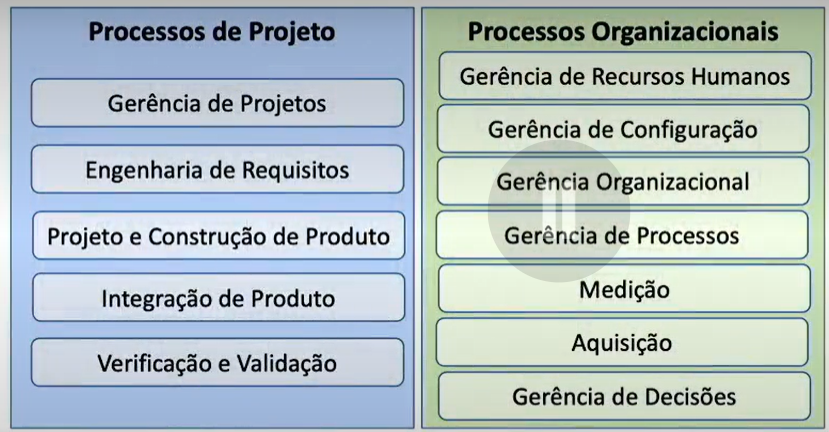 Processos de Projeto
Gerência de Projetos
Engenharia de Requisitos
Projeto e Construção de Produto
Integração de Produto
Verificação e Validação
Processos Organizacionais
Gerência de Recursos Humanos
Gerência de Configuração
Gerência Organizacional
Gerência de Processos
Medição
Aquisição
Gerência de Decisões